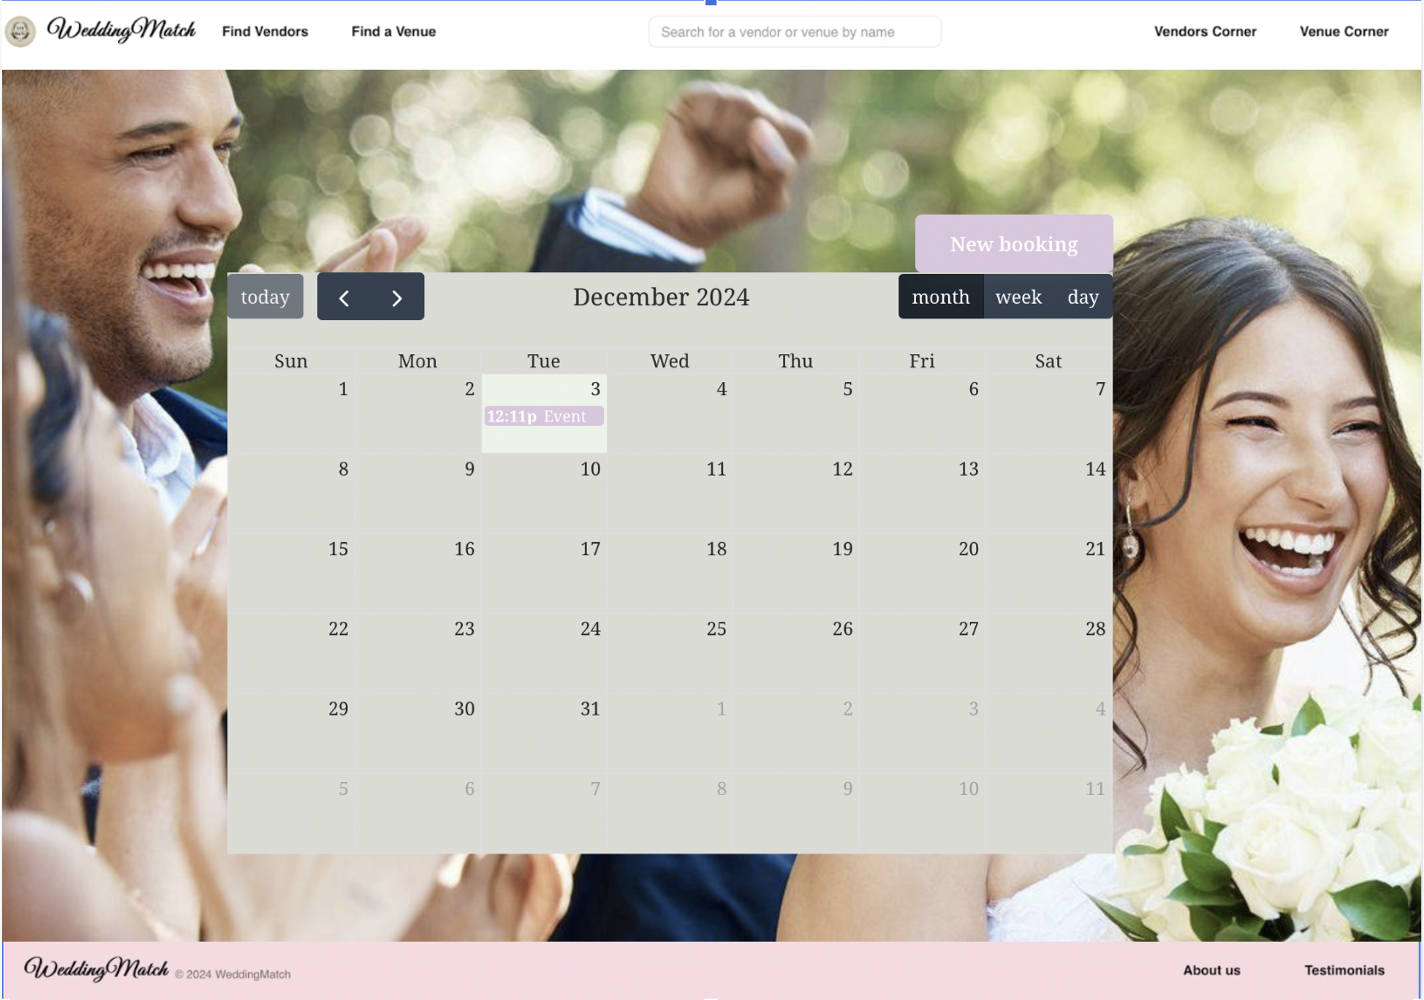 WeddingMatch Find Vendors Find a Venue Search for a vendor or venue by name Vendors Corner Venue Corner
New booking
today December 2024 month week day
Sun Mon Tue Wed Thu Fri Sat
1 2 3 4 5 6 7
12:11p Event
8 9 10 11 12 13 14
15 16 17 18 19 20 21
22 23 24 25 26 27 28
29 30 31 1 2 3 4
5 6 7 8 9 10 11
WeddingMatch © 2024 WeddingMatch About us Testimonials